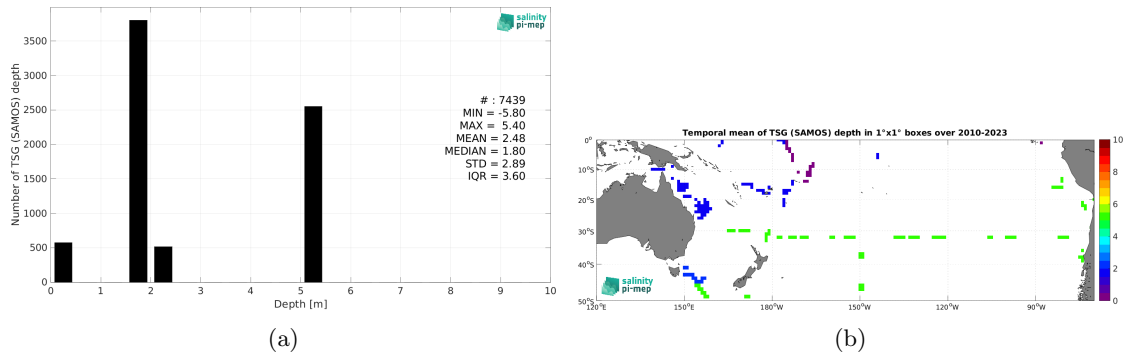 salinity
pi-mep
Number of TSG (SAMOS) depth
3500
3000
2500
2000
1500
1000
500
0
# : 7439
MIN = -5.80
MAX = 5.40
MEAN = 2.48
MEDIAN = 1.80
STD = 2.89
IQR = 3.60
0 1 2 3 4 5 6 7 8 9 10
Depth [m]
(a)
Temporal mean of TSG (SAMOS) depth in 1°x1° boxes over 2010-2023
0°
10°S
20°S
30°S
40°S
50°S
120°E 150°E 180°W 150°W 120°W 90°W
salinity
pi-mep
10
8
6
4
2
0
(b)